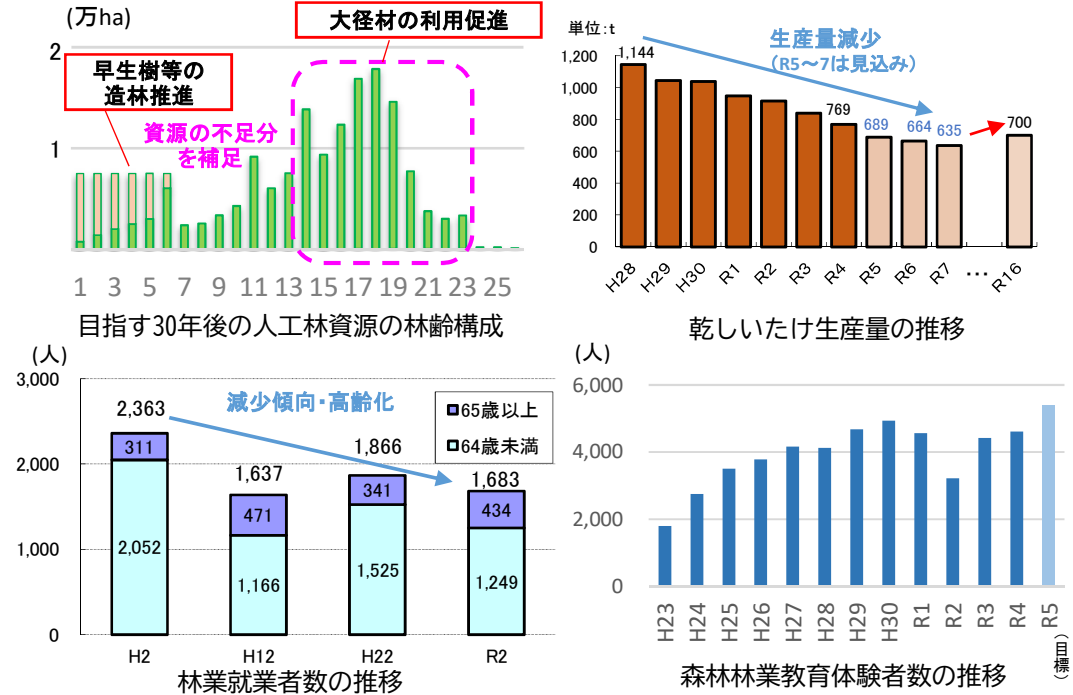 (万ha)
大径材の利用促進
2
早生樹等の
造林推進
資源の不足分
を補足
1
1 3 5 7 9 11 13 15 17 19 21 23 25
目指す30年後の人工林資源の林齢構成
単位:t
生産量減少
(R5～7は見込み)
1,144
769
689
664
635
700
1,200
1,000
800
600
400
200
0
H28 H29 H30 R1 R2 R3 R4 R5 R6 R7 … R16
乾しいたけ生産量の推移
(人)
3,000
減少傾向・高齢化
65歳以上
64歳未満
2,363
311
2,052
1,637
471
1,166
1,866
341
1,525
1,683
434
1,249
2,000
1,000
0
H2 H12 H22 R2
林業就業者数の推移
(人)
6,000
4,000
2,000
0
H23 H24 H25 H26 H27 H28 H29 H30 R1 R2 R3 R4 R5
(目標)
森林林業教育体験者数の推移